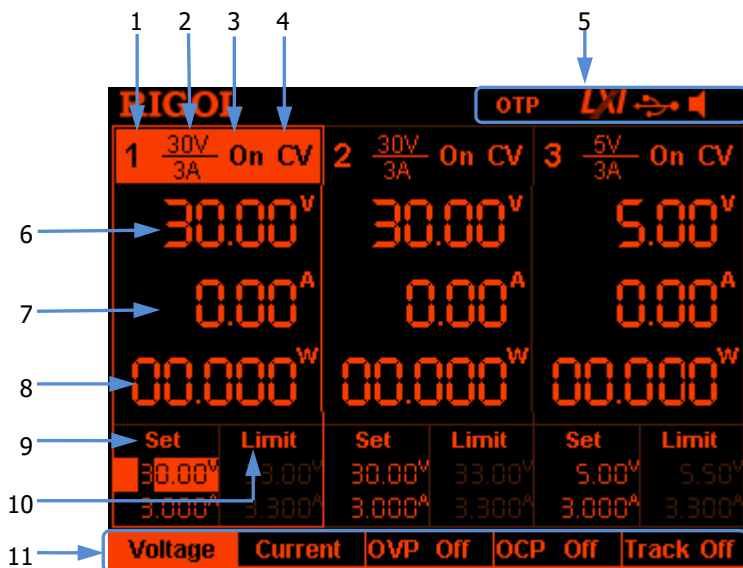 1 2 3 4 5
RIGOL OTP LXI
1 30V/3A On CV 2 30V/3A On CV 3 5V/3A On CV
6 30.00V 30.00V 5.00V
7 0.00A 0.00A 0.00A
8 00.000W 00.000W 00.000W
9 Set Limit Set Limit Set Limit
30.00V 33.00V 30.00V 33.00V 5.00V 5.50V
10 3.000A 3.300A 3.000A 3.300A 3.000A 3.300A
11 Voltage Current OVP Off OCP Off Track Off